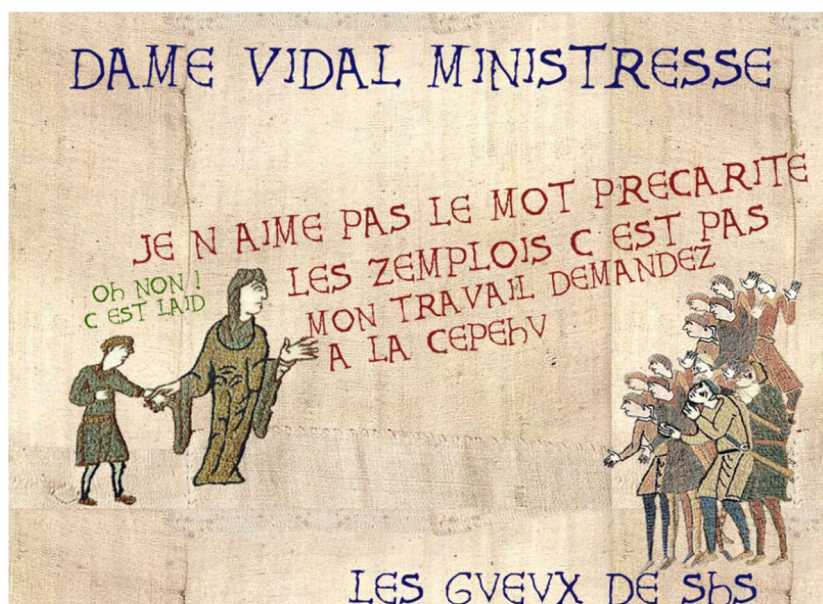 DAME VIDAL MINISTRESSE
JE N AIME PAS LE MOT PRECARITE
LES ZEMPLOIS C EST PAS
MON TRAVAIL DEMANDEZ
A LA CEPEhV
Oh NON !
C EST LAID
LES GVEVX DE ShS